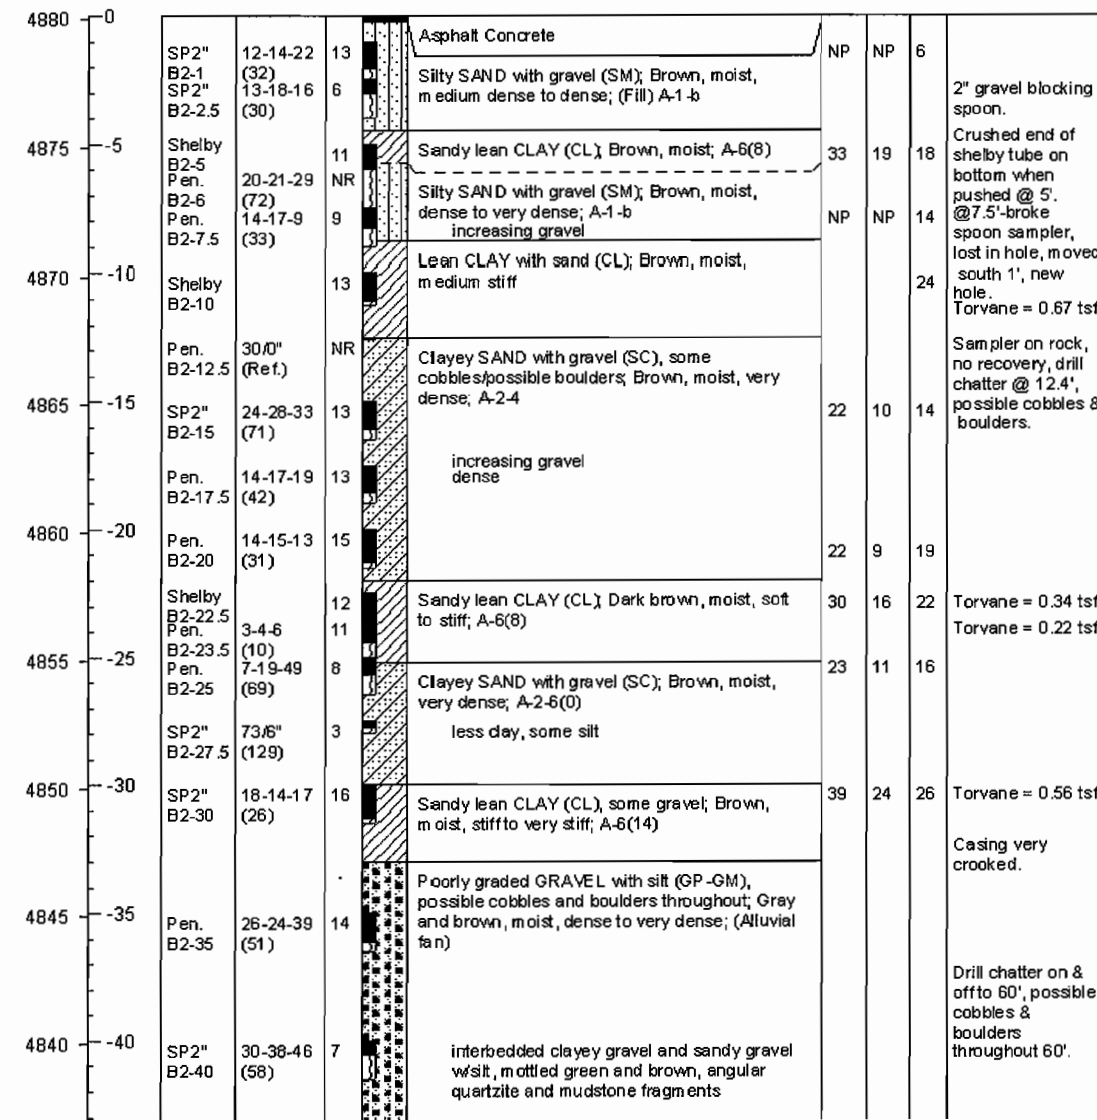 4880 0
Asphalt Concrete
SP2" 12-14-22 13 NP NP 6
B2-1 (32)
Silty SAND with gravel (SM); Brown, moist,
medium dense to dense; (Fill) A-1-b
SP2" 13-18-16 6
B2-2.5 (30)
2" gravel blocking
spoon.
4875 -5
Shelby 11
B2-5
Sandy lean CLAY (CL); Brown, moist; A-6(8)
33 19 18
Crushed end of
shelby tube on
bottom when
pushed @ 5'.
Pen. 20-21-29 NR
B2-6 (72)
Silty SAND with gravel (SM); Brown, moist,
dense to very dense; A-1-b
increasing gravel
Pen. 14-17-9 9
B2-7.5 (33)
NP NP 14
@7.5'-broke
spoon sampler,
lost in hole, moved
south 1', new
hole.
4870 -10
Lean CLAY with sand (CL); Brown, moist,
medium stiff
Shelby 13 24
B2-10
Torvane = 0.67 tsf
Pen. 30/0" NR
B2-12.5 (Ref.)
Clayey SAND with gravel (SC), some
cobbles/possible boulders; Brown, moist, very
dense; A-2-4
Sampler on rock,
no recovery, drill
chatter @ 12.4',
possible cobbles &
boulders.
4865 -15
SP2" 24-28-33 13 22 10 14
B2-15 (71)
increasing gravel
dense
Pen. 14-17-19 13
B2-17.5 (42)
4860 -20
Pen. 14-15-13 15 22 9 19
B2-20 (31)
Shelby 12
B2-22.5
Sandy lean CLAY (CL); Dark brown, moist, soft
to stiff; A-6(8)
30 16 22 Torvane = 0.34 tsf
Pen. 3-4-6 11 Torvane = 0.22 tsf
B2-23.5 (10)
4855 -25
Pen. 7-19-49 8 23 11 16
B2-25 (69)
Clayey SAND with gravel (SC); Brown, moist,
very dense; A-2-6(0)
SP2" 73/6" 3 less clay, some silt
B2-27.5 (129)
4850 -30
SP2" 18-14-17 16 39 24 26 Torvane = 0.56 tsf
B2-30 (26)
Sandy lean CLAY (CL), some gravel; Brown,
moist, stiff to very stiff; A-6(14)
Casing very
crooked.
Poorly graded GRAVEL with silt (GP-GM),
possible cobbles and boulders throughout; Gray
and brown, moist, dense to very dense; (Alluvial
fan)
4845 -35
Pen. 26-24-39 14
B2-35 (51)
Drill chatter on &
off to 60', possible
cobbles &
boulders
throughout 60'.
4840 -40
SP2" 30-38-46 7
B2-40 (58)
interbedded clayey gravel and sandy gravel
w/silt, mottled green and brown, angular
quartzite and mudstone fragments